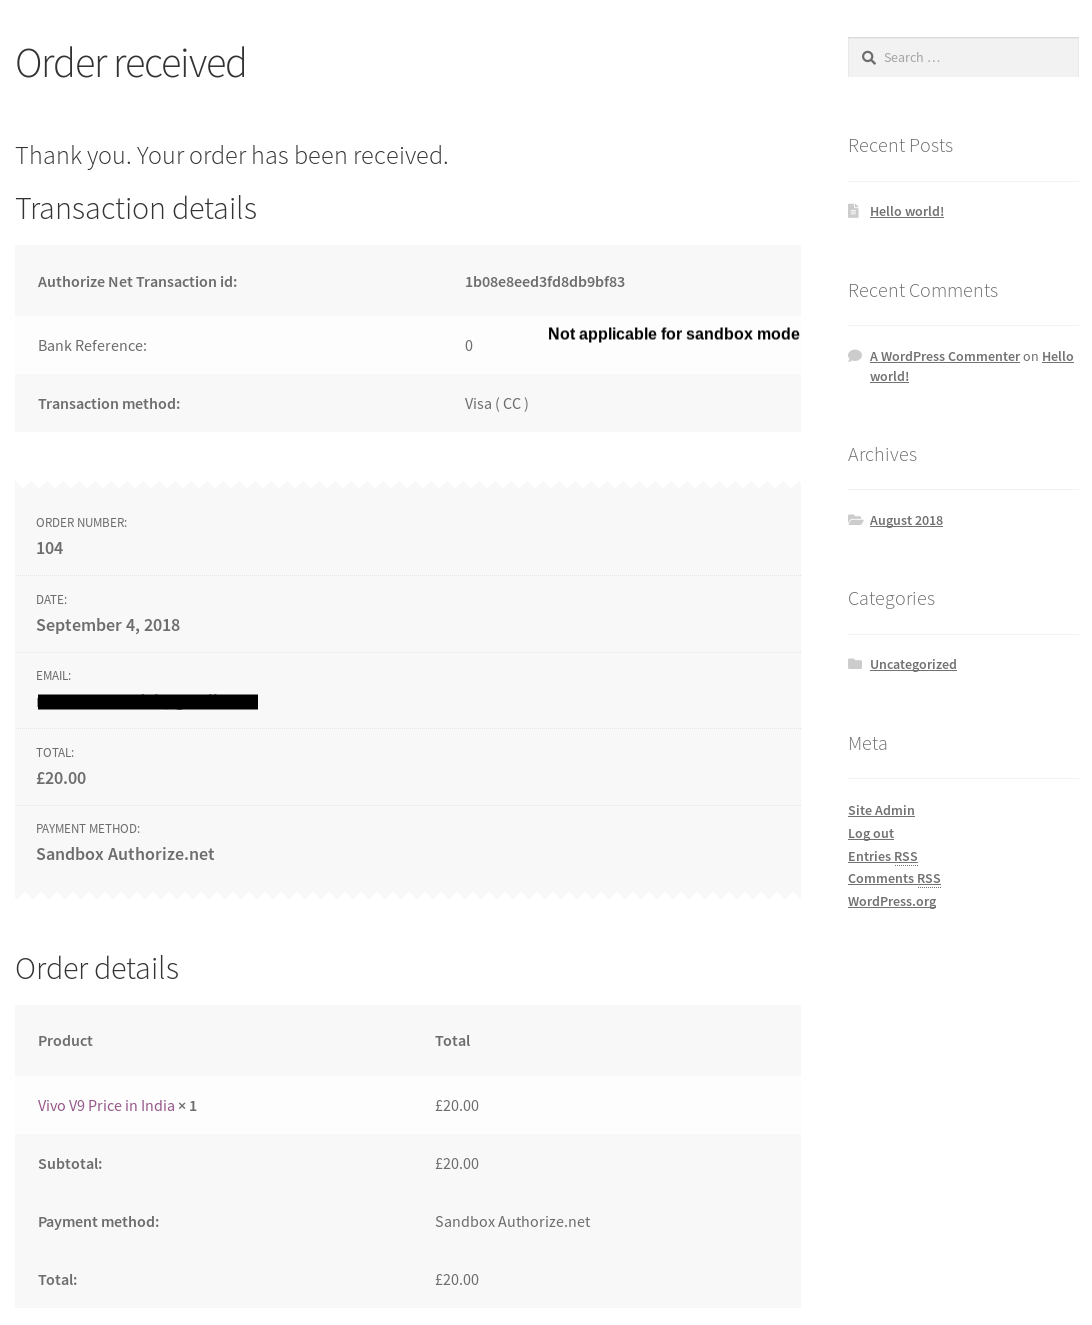 Order received
Thank you. Your order has been received.
Transaction details
Authorize Net Transaction id: 1b08e8eed3fd8db9bf83
Not applicable for sandbox mode
Bank Reference: 0
Transaction method: Visa ( CC )
ORDER NUMBER:
104
DATE:
September 4, 2018
EMAIL:
TOTAL:
£20.00
PAYMENT METHOD:
Sandbox Authorize.net
Order details
Product Total
Vivo V9 Price in India × 1 £20.00
Subtotal: £20.00
Payment method: Sandbox Authorize.net
Total: £20.00
Search …
Recent Posts
Hello world!
Recent Comments
A WordPress Commenter on Hello
world!
Archives
August 2018
Categories
Uncategorized
Meta
Site Admin
Log out
Entries RSS
Comments RSS
WordPress.org